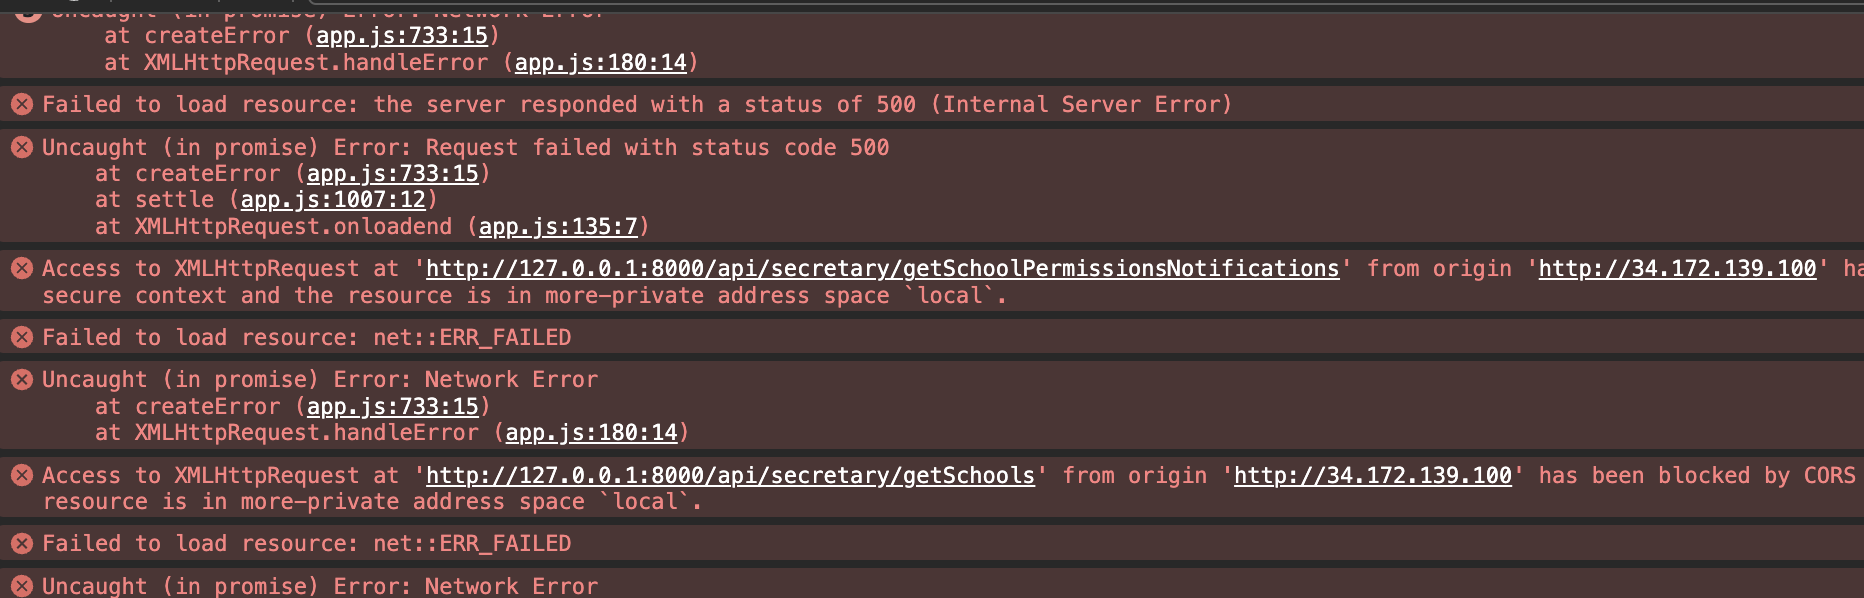 Uncaught (in promise) Error: Network Error
at createError (app.js:733:15)
at XMLHttpRequest.handleError (app.js:180:14)
Failed to load resource: the server responded with a status of 500 (Internal Server Error)
Uncaught (in promise) Error: Request failed with status code 500
at createError (app.js:733:15)
at settle (app.js:1007:12)
at XMLHttpRequest.onloadend (app.js:135:7)
Access to XMLHttpRequest at 'http://127.0.0.1:8000/api/secretary/getSchoolPermissionsNotifications' from origin 'http://34.172.139.100' ha
secure context and the resource is in more-private address space `local`.
Failed to load resource: net::ERR_FAILED
Uncaught (in promise) Error: Network Error
at createError (app.js:733:15)
at XMLHttpRequest.handleError (app.js:180:14)
Access to XMLHttpRequest at 'http://127.0.0.1:8000/api/secretary/getSchools' from origin 'http://34.172.139.100' has been blocked by CORS
resource is in more-private address space `local`.
Failed to load resource: net::ERR_FAILED
Uncaught (in promise) Error: Network Error